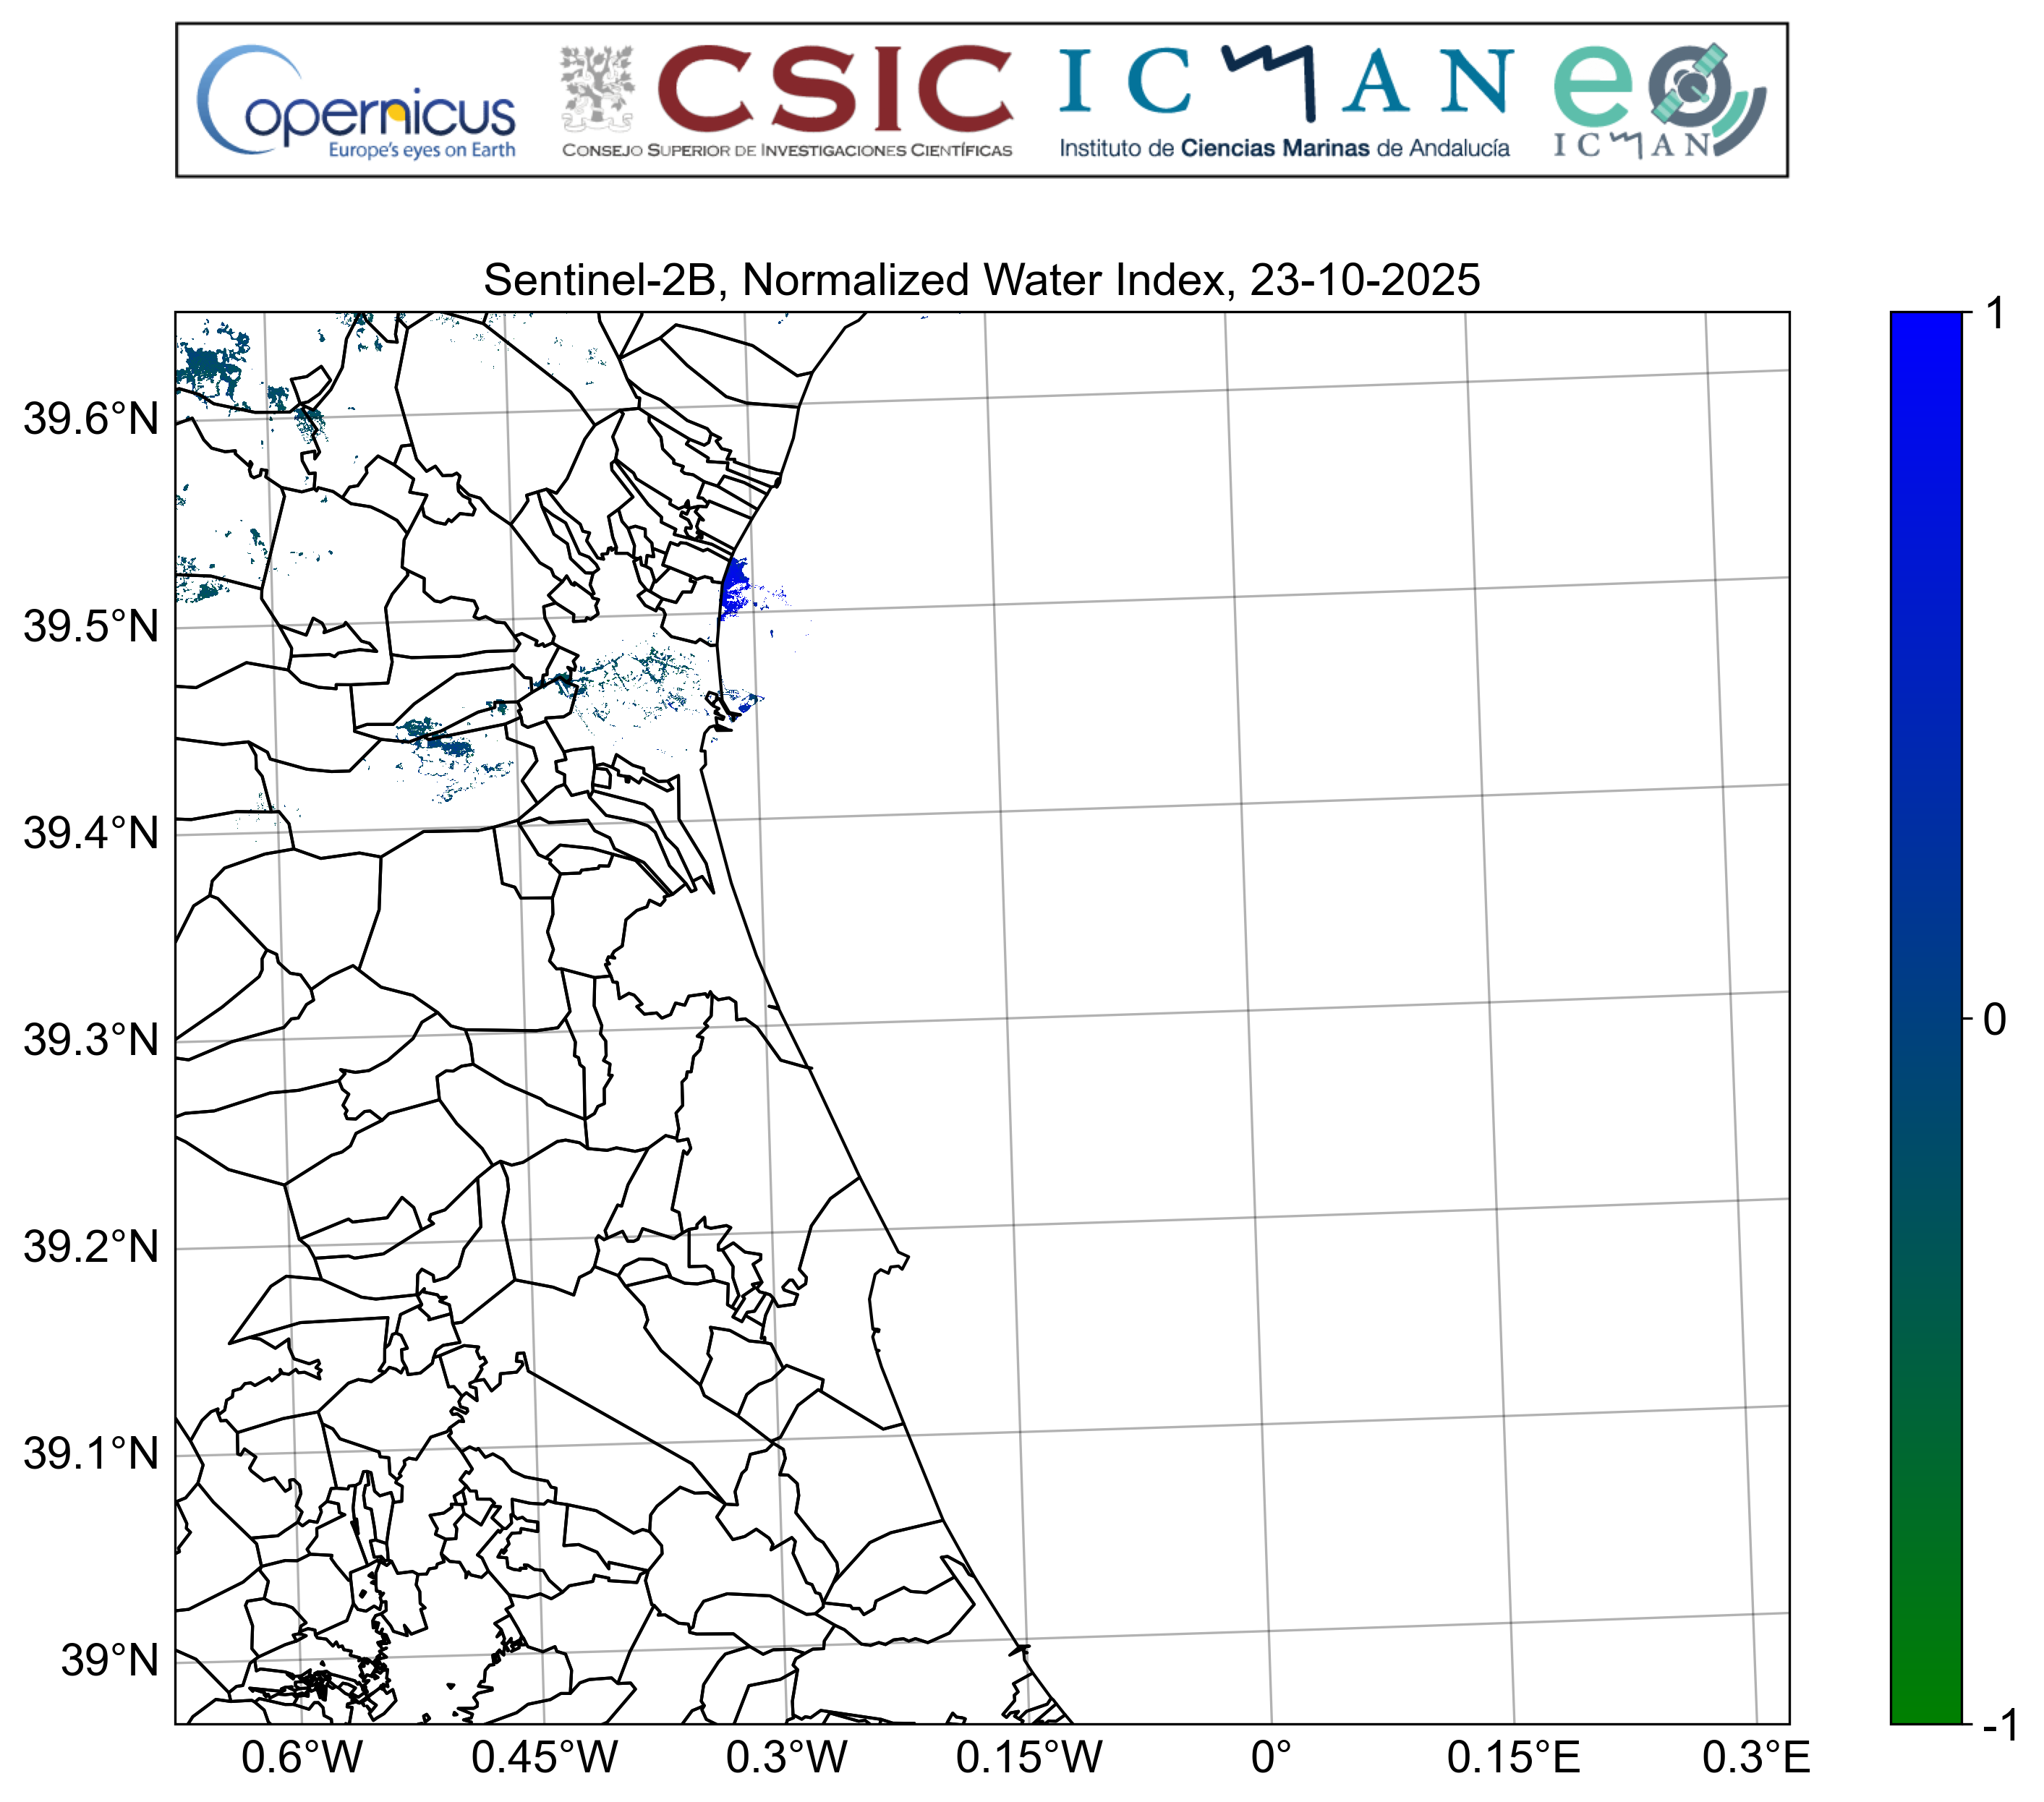 Copernicus
Europe's eyes on Earth
CSIC
CONSEJO SUPERIOR DE INVESTIGACIONES CIENTÍFICAS
ICMAN
Instituto de Ciencias Marinas de Andalucía
eo
ICMAN
Sentinel-2B, Normalized Water Index, 23-10-2025
1
0
-1
39.6°N
39.5°N
39.4°N
39.3°N
39.2°N
39.1°N
39°N
0.6°W 0.45°W 0.3°W 0.15°W 0° 0.15°E 0.3°E